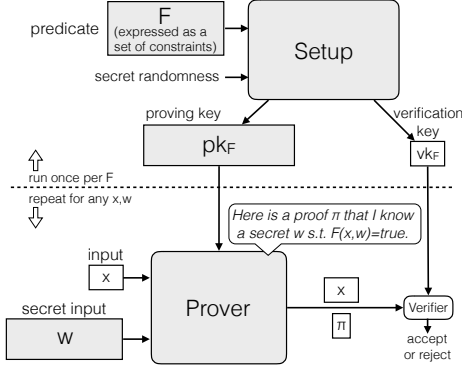 predicate
F
(expressed as a
set of constraints)
Setup
secret randomness
proving key
verification
key
pkF
vkF
run once per F
repeat for any x,w
Here is a proof π that I know
a secret w s.t. F(x,w)=true.
input
x
Prover
x
secret input
π
Verifier
w
accept
or reject